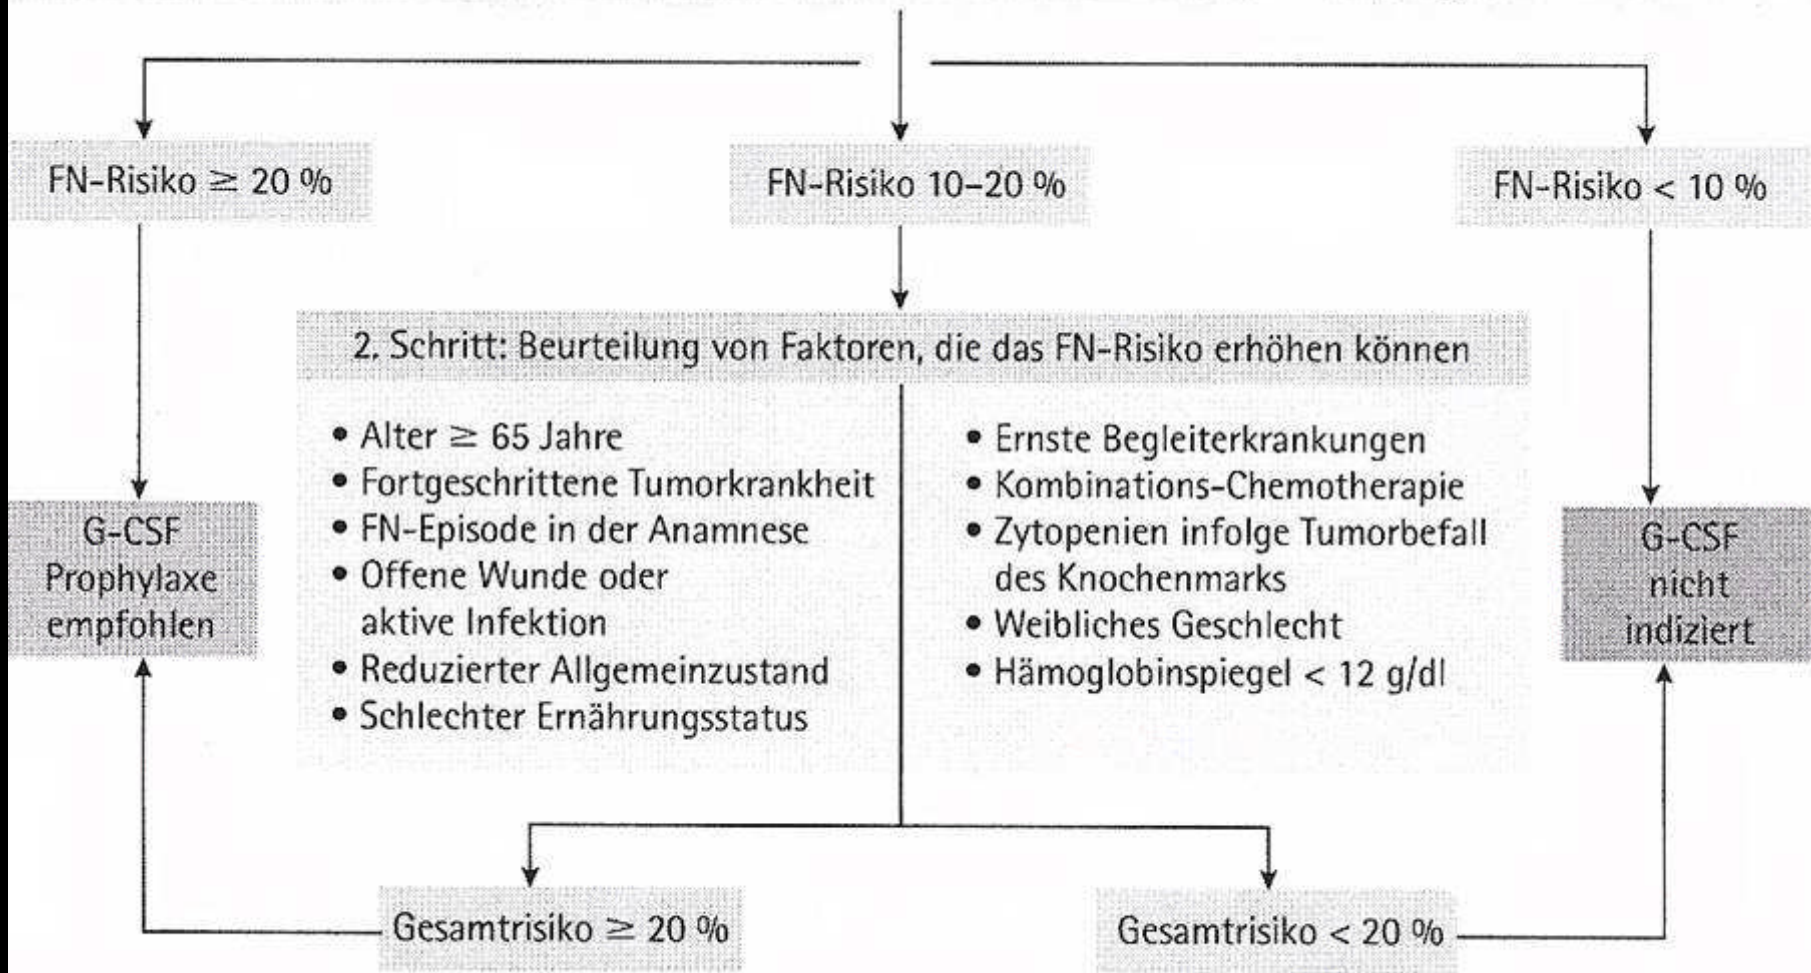 FN-Risiko ≥ 20 %
FN-Risiko 10–20 %
FN-Risiko < 10 %
2. Schritt: Beurteilung von Faktoren, die das FN-Risiko erhöhen können
• Alter ≥ 65 Jahre
• Fortgeschrittene Tumorkrankheit
• FN-Episode in der Anamnese
• Offene Wunde oder
aktive Infektion
• Reduzierter Allgemeinzustand
• Schlechter Ernährungsstatus
• Ernste Begleiterkrankungen
• Kombinations-Chemotherapie
• Zytopenien infolge Tumorbefall
des Knochenmarks
• Weibliches Geschlecht
• Hämoglobinspiegel < 12 g/dl
G-CSF
Prophylaxe
empfohlen
G-CSF
nicht
indiziert
Gesamtrisiko ≥ 20 %
Gesamtrisiko < 20 %